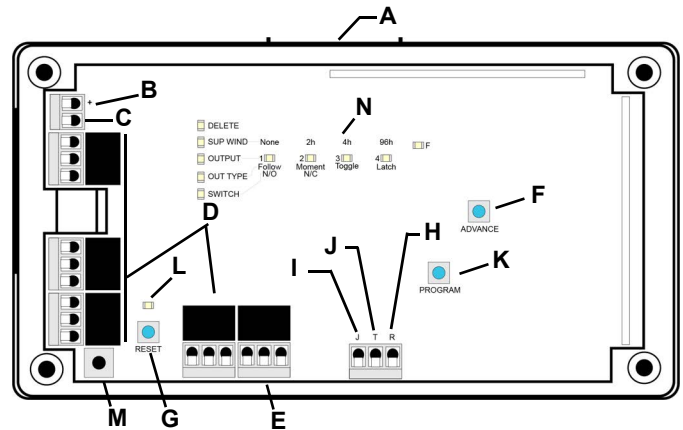 A
B
+
C
DELETE
SUP WIND None 2h 4h 96h
N
F
OUTPUT 1 2 3 4
Follow Moment Toggle Latch
N/O N/C
OUT TYPE
SWITCH
D
F
ADVANCE
H
J
I
K
PROGRAM
L
J T R
RESET
M
G
E